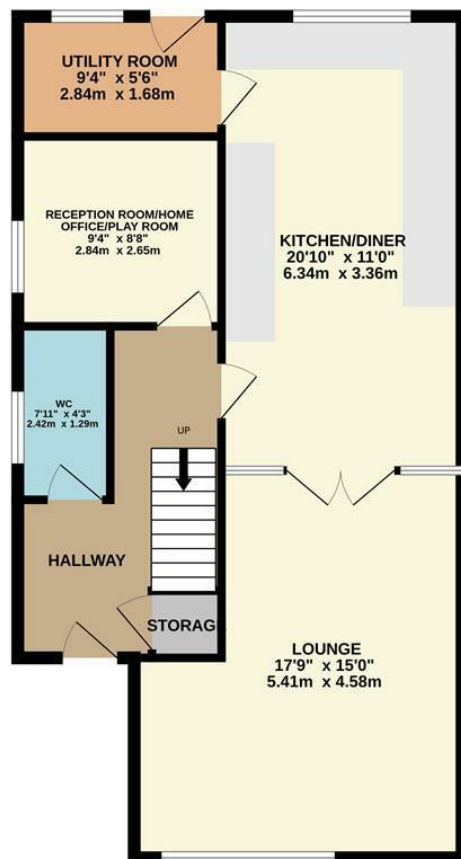 UTILITY ROOM
9'4" x 5'6"
2.84m x 1.68m
RECEPTION ROOM/HOME
OFFICE/PLAY ROOM
9'4" x 8'8"
2.84m x 2.65m
KITCHEN/DINER
20'10" x 11'0"
6.34m x 3.36m
WC
7'11" x 4'3"
2.42m x 1.29m
UP
HALLWAY
STORAG
LOUNGE
17'9" x 15'0"
5.41m x 4.58m